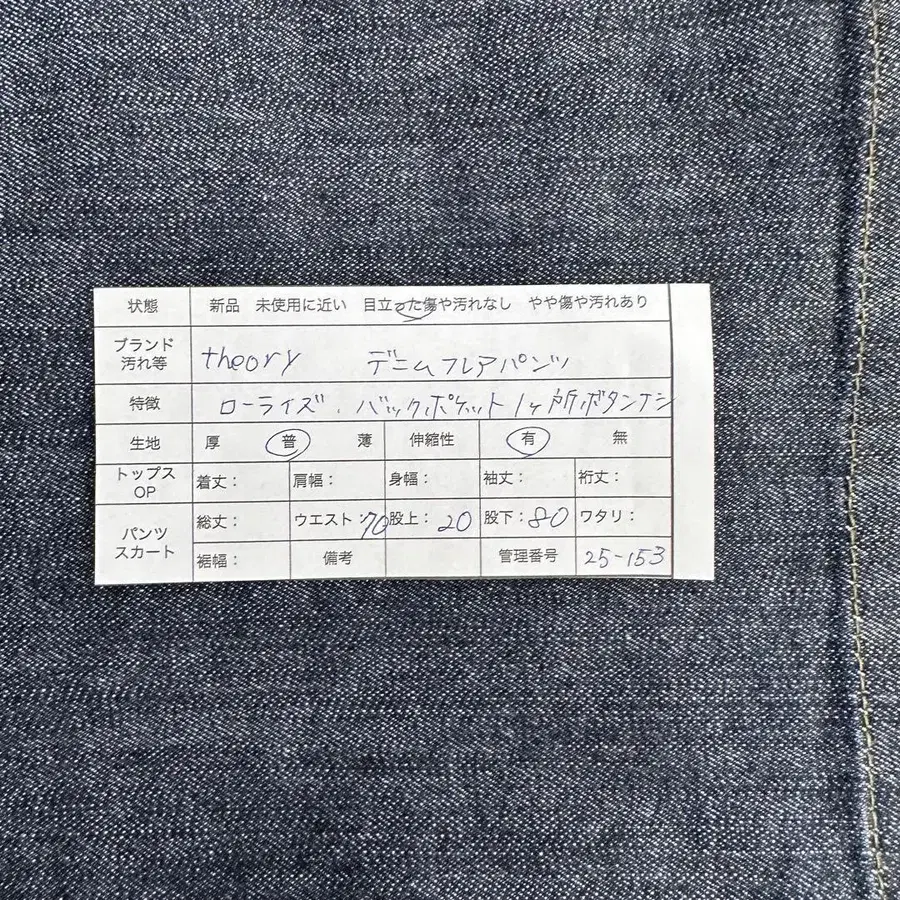 状態 新品 未使用に近い 目立った傷や汚れなし やや傷や汚れあり
ブランド
汚れ等 theory デニムフレアパンツ
特徴 ローライズ、バックポケット1ヶ所ボタンナシ
生地 厚 普 薄 伸縮性 有 無
トップス
OP 着丈： 肩幅： 身幅： 袖丈： 裄丈：
パンツ
スカート 総丈： ウエスト：70 股上：20 股下：80 ワタリ：
裾幅： 備考 管理番号 25-153